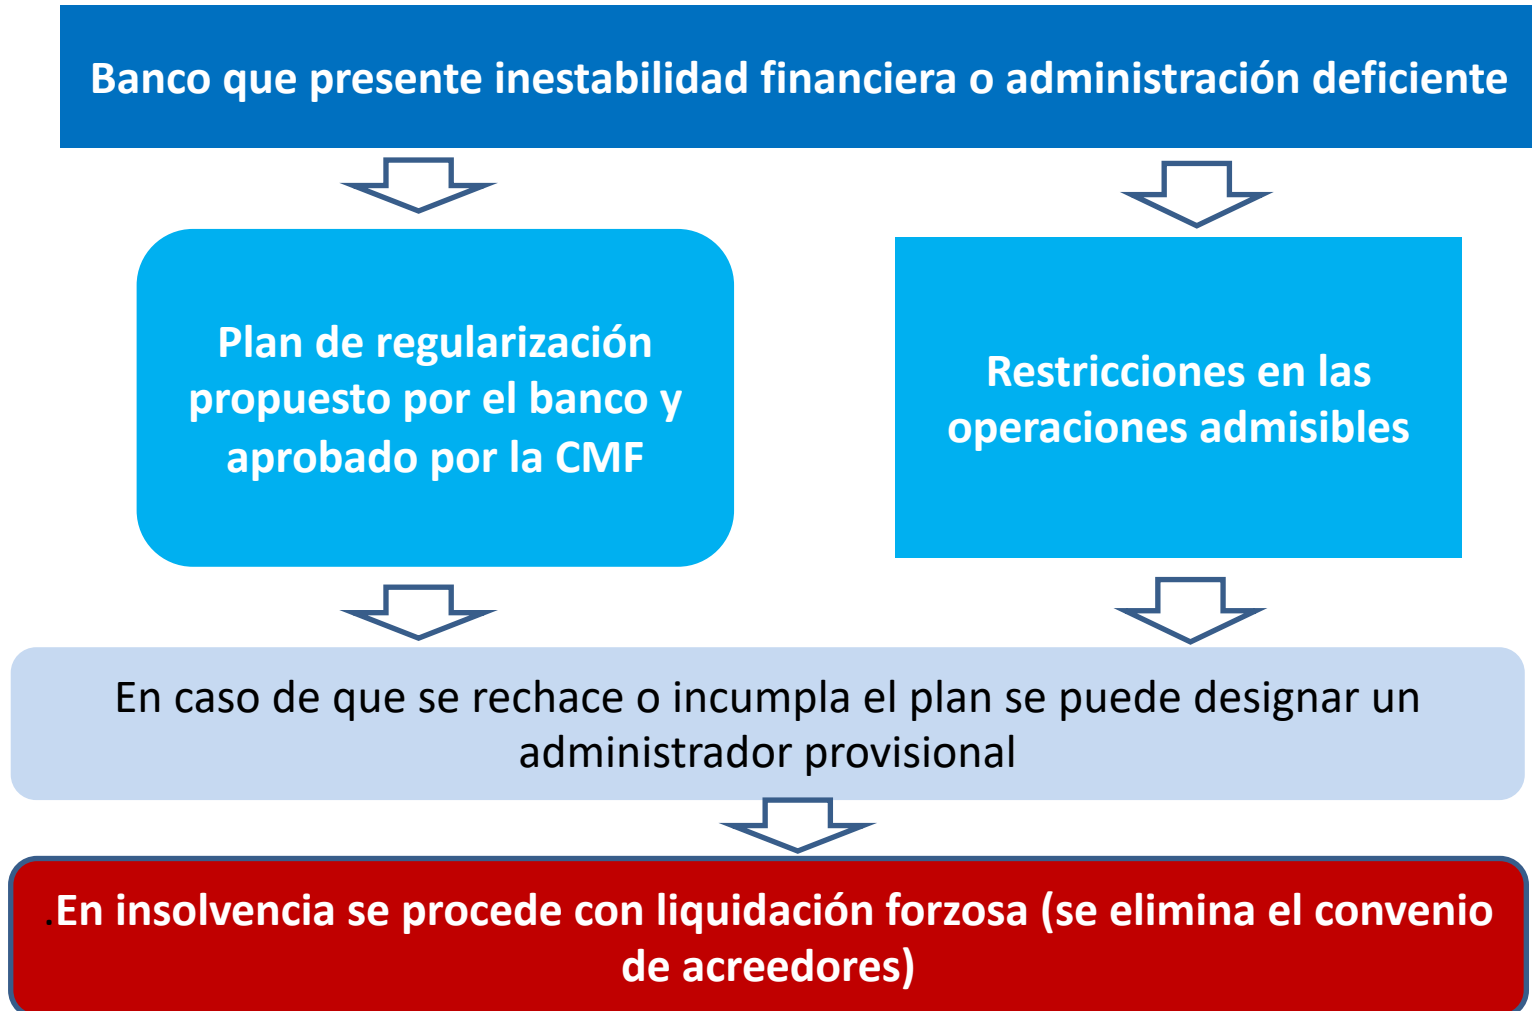 Banco que presente inestabilidad financiera o administración deficiente
Plan de regularización
propuesto por el banco y
aprobado por la CMF
Restricciones en las
operaciones admisibles
En caso de que se rechace o incumpla el plan se puede designar un
administrador provisional
.En insolvencia se procede con liquidación forzosa (se elimina el convenio
de acreedores)